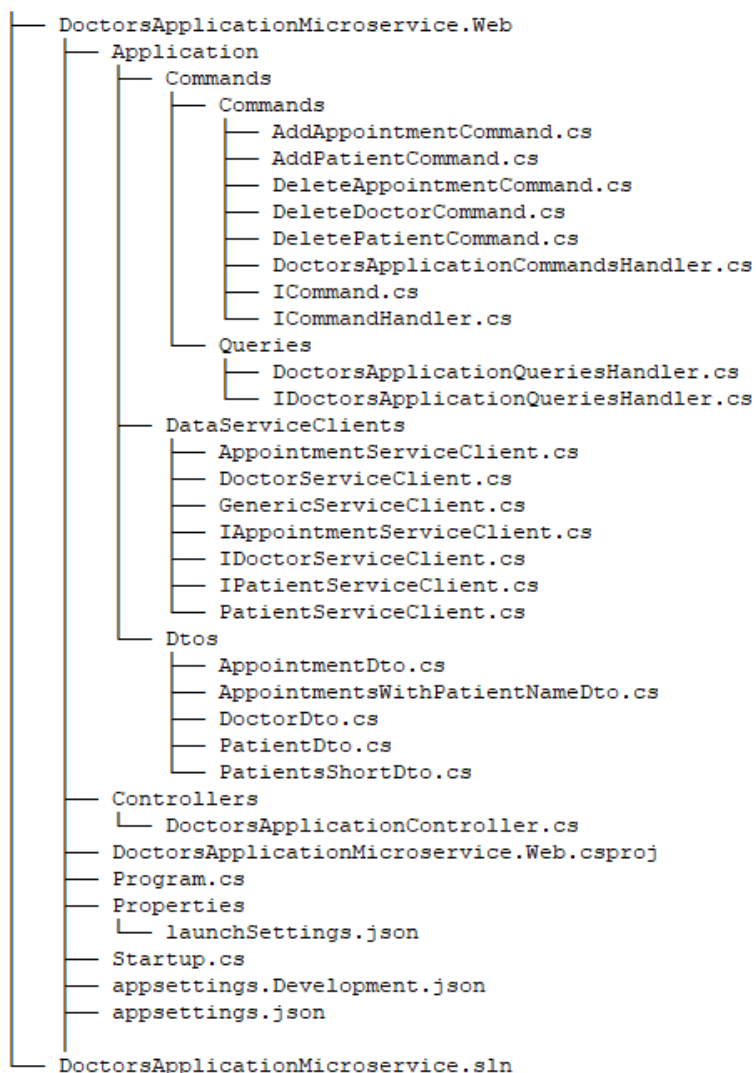 DoctorsApplicationMicroservice.Web
Application
Commands
Commands
AddAppointmentCommand.cs
AddPatientCommand.cs
DeleteAppointmentCommand.cs
DeleteDoctorCommand.cs
DeletePatientCommand.cs
DoctorsApplicationCommandsHandler.cs
ICommand.cs
ICommandHandler.cs
Queries
DoctorsApplicationQueriesHandler.cs
IDoctorsApplicationQueriesHandler.cs
DataServiceClients
AppointmentServiceClient.cs
DoctorServiceClient.cs
GenericServiceClient.cs
IAppointmentServiceClient.cs
IDoctorServiceClient.cs
IPatientServiceClient.cs
PatientServiceClient.cs
Dtos
AppointmentDto.cs
AppointmentsWithPatientNameDto.cs
DoctorDto.cs
PatientDto.cs
PatientsShortDto.cs
Controllers
DoctorsApplicationController.cs
DoctorsApplicationMicroservice.Web.csproj
Program.cs
Properties
launchSettings.json
Startup.cs
appsettings.Development.json
appsettings.json
DoctorsApplicationMicroservice.sln